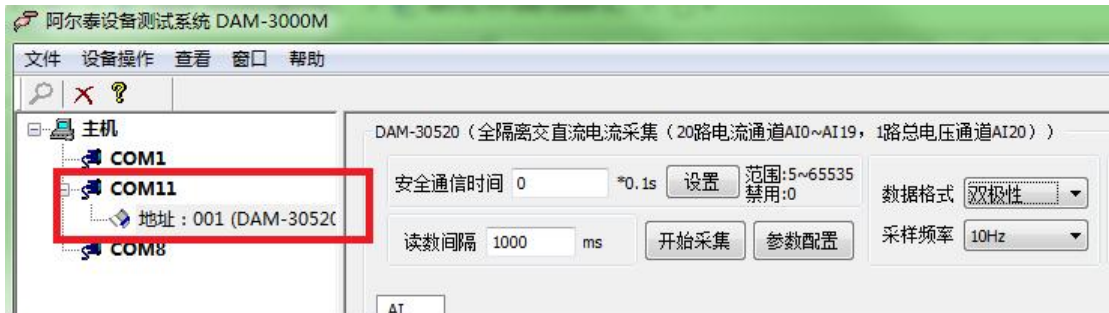 阿尔泰设备测试系统 DAM-3000M
文件 设备操作 查看 窗口 帮助
主机
COM1
COM11
地址：001 (DAM-30520
COM8
DAM-30520（全隔离交直流电流采集（20路电流通道AI0~AI19，1路总电压通道AI20））
安全通信时间 0 *0.1s 设置 范围:5~65535
禁用:0
数据格式 双极性
读数间隔 1000 ms 开始采集 参数配置
采样频率 10Hz
AI